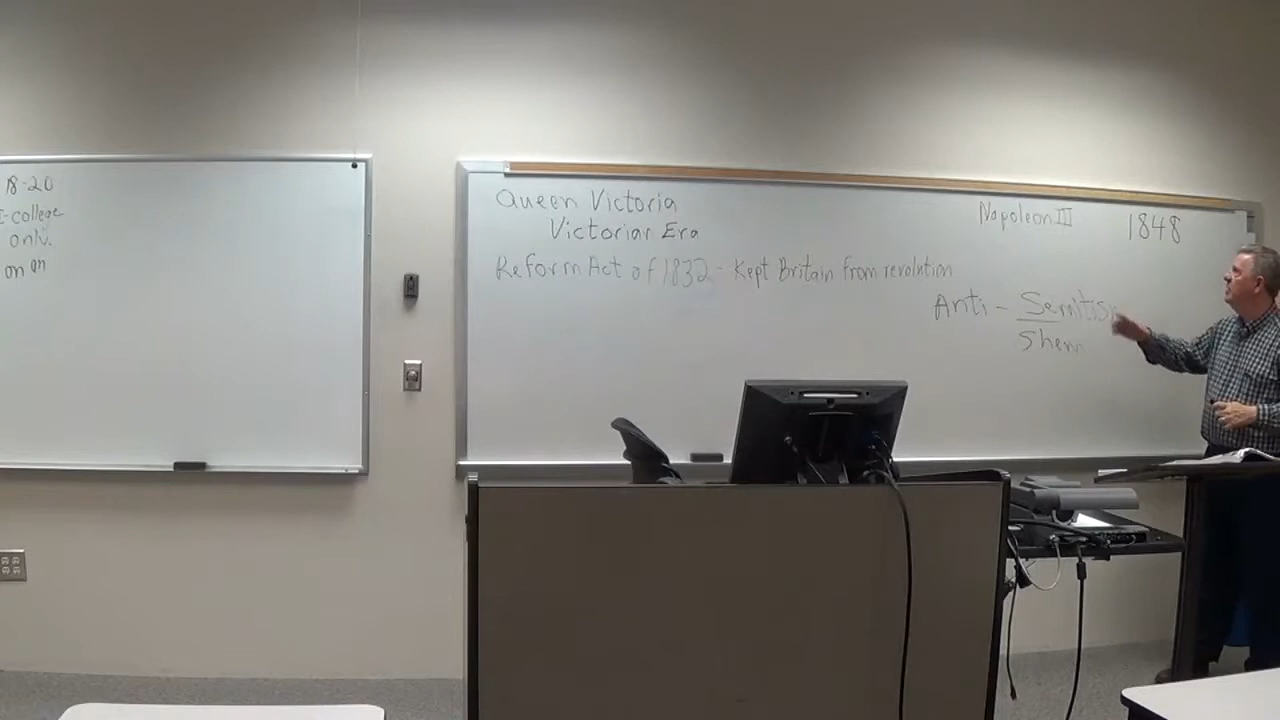 18-20
I-college
only.
on on
Queen Victoria
Victorian Era
Reform Act of 1832 - Kept Britain from revolution
Napoleon III
1848
Anti - Semitism
Shem